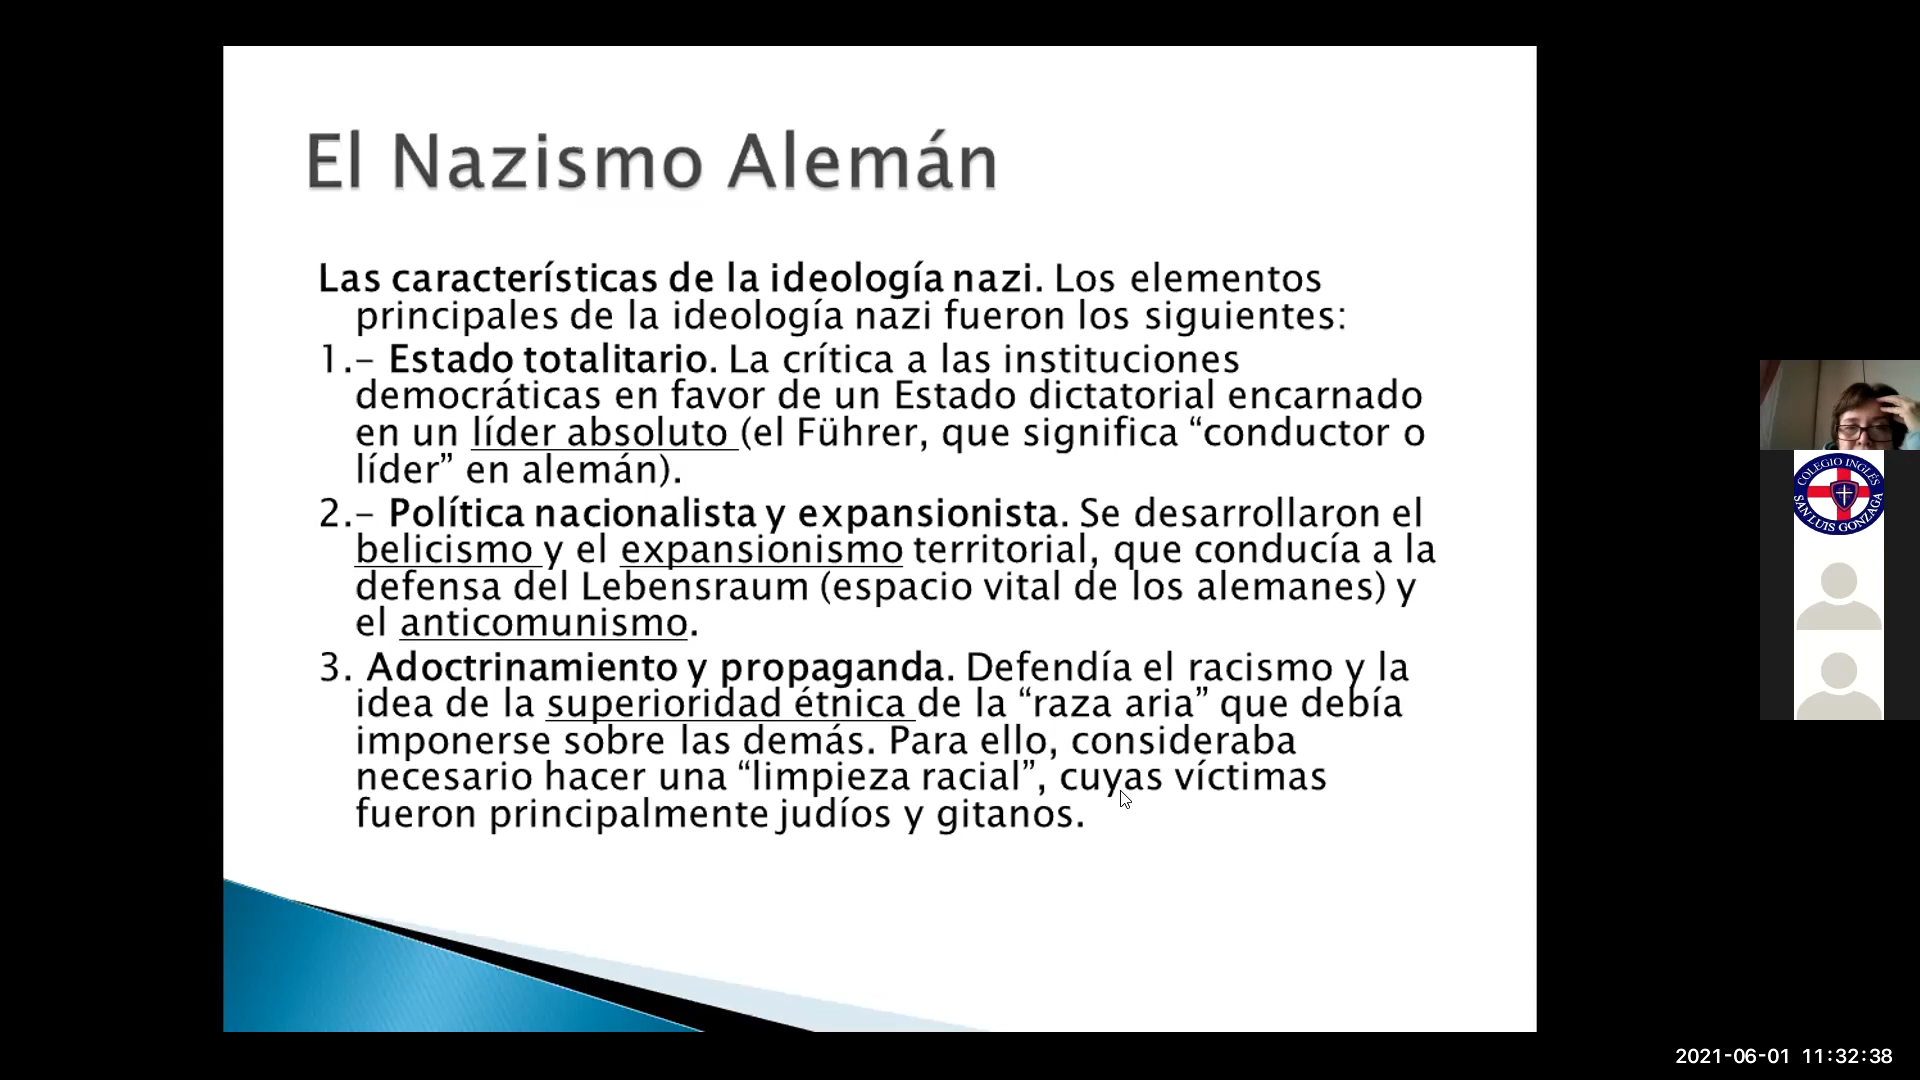 El Nazismo Alemán
Las características de la ideología nazi. Los elementos
principales de la ideología nazi fueron los siguientes:
1.- Estado totalitario. La crítica a las instituciones
democráticas en favor de un Estado dictatorial encarnado
en un líder absoluto (el Führer, que significa “conductor o
líder” en alemán).
2.- Política nacionalista y expansionista. Se desarrollaron el
belicismo y el expansionismo territorial, que conducía a la
defensa del Lebensraum (espacio vital de los alemanes) y
el anticomunismo.
3. Adoctrinamiento y propaganda. Defendía el racismo y la
idea de la superioridad étnica de la “raza aria” que debía
imponerse sobre las demás. Para ello, consideraba
necesario hacer una “limpieza racial”, cuyas víctimas
fueron principalmente judíos y gitanos.
COLEGIO INGLÉS
SAN LUIS GONZAGA
2021-06-01 11:32:38